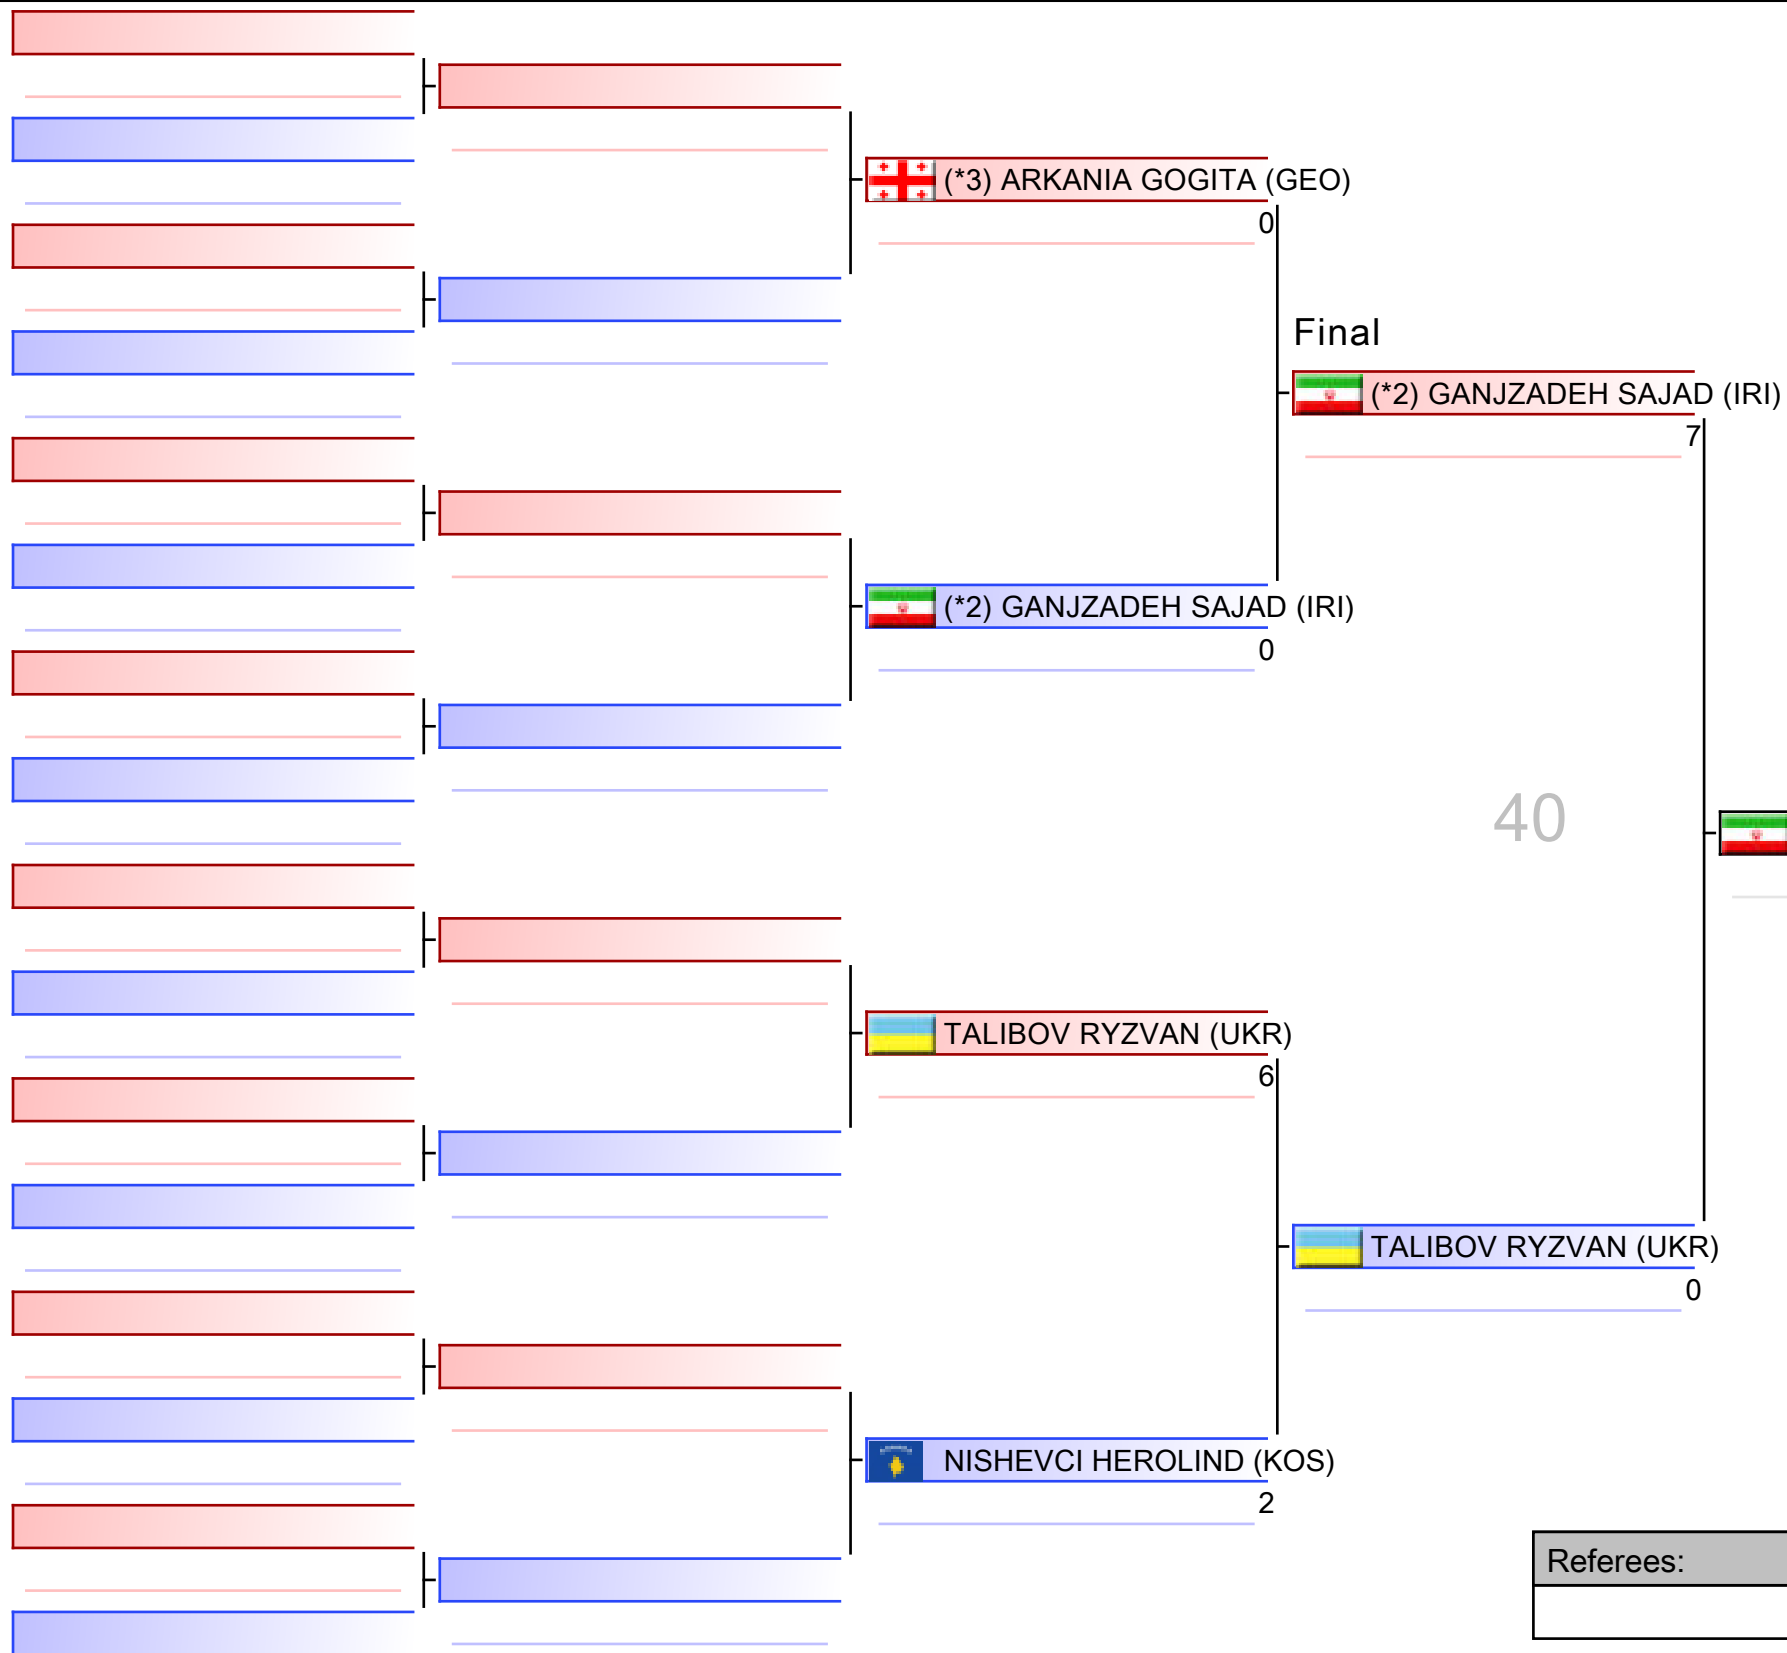 (*3) ARKANIA GOGITA (GEO)
0
Final
(*2) GANJZADEH SAJAD (IRI)
7
(*2) GANJZADEH SAJAD (IRI)
0
40
TALIBOV RYZVAN (UKR)
6
TALIBOV RYZVAN (UKR)
0
NISHEVCI HEROLIND (KOS)
2
Referees: